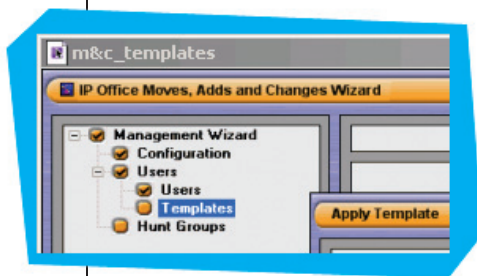 m&c_templates
IP Office Moves, Adds and Changes Wizard
Management Wizard
Configuration
Users
Users
Templates
Hunt Groups
Apply Template